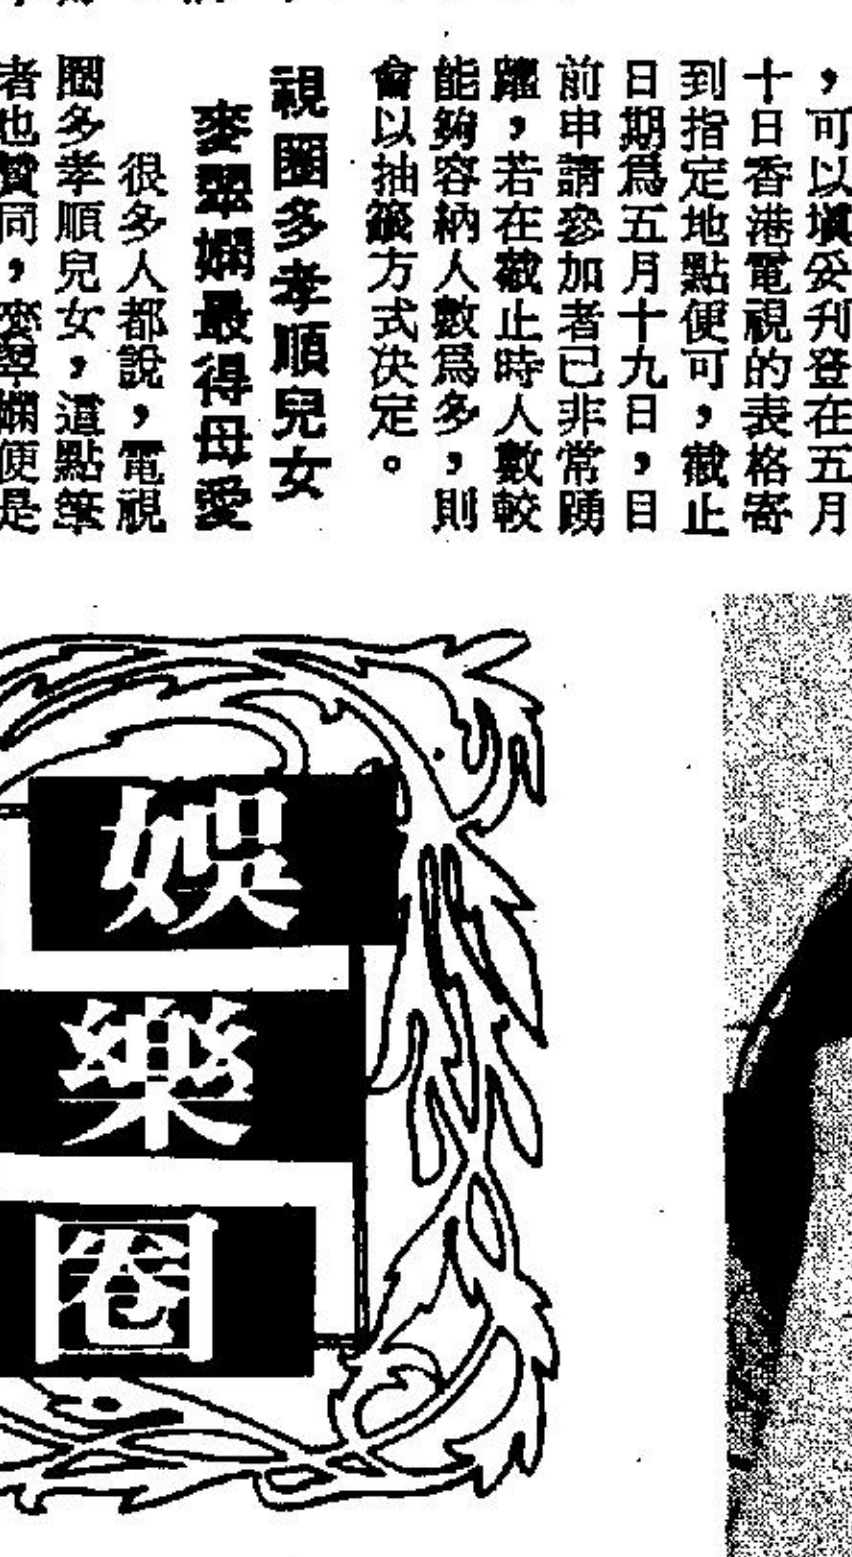 ，可以塡妥刋登在五月
十日香港電視的表格寄
到指定地點便可，截止
日期爲五月十九日，目
前申請參加者已非常踴
躍，若在截止時人數較
能夠容納人數爲多，則
會以抽籤方式决定。
視圈多孝順兒女
麥翠嫻最得母愛
很多人都說，電視
圈多孝順兒女，這點筆
者也贊同，麥翠嫻便是
娛
樂
圈